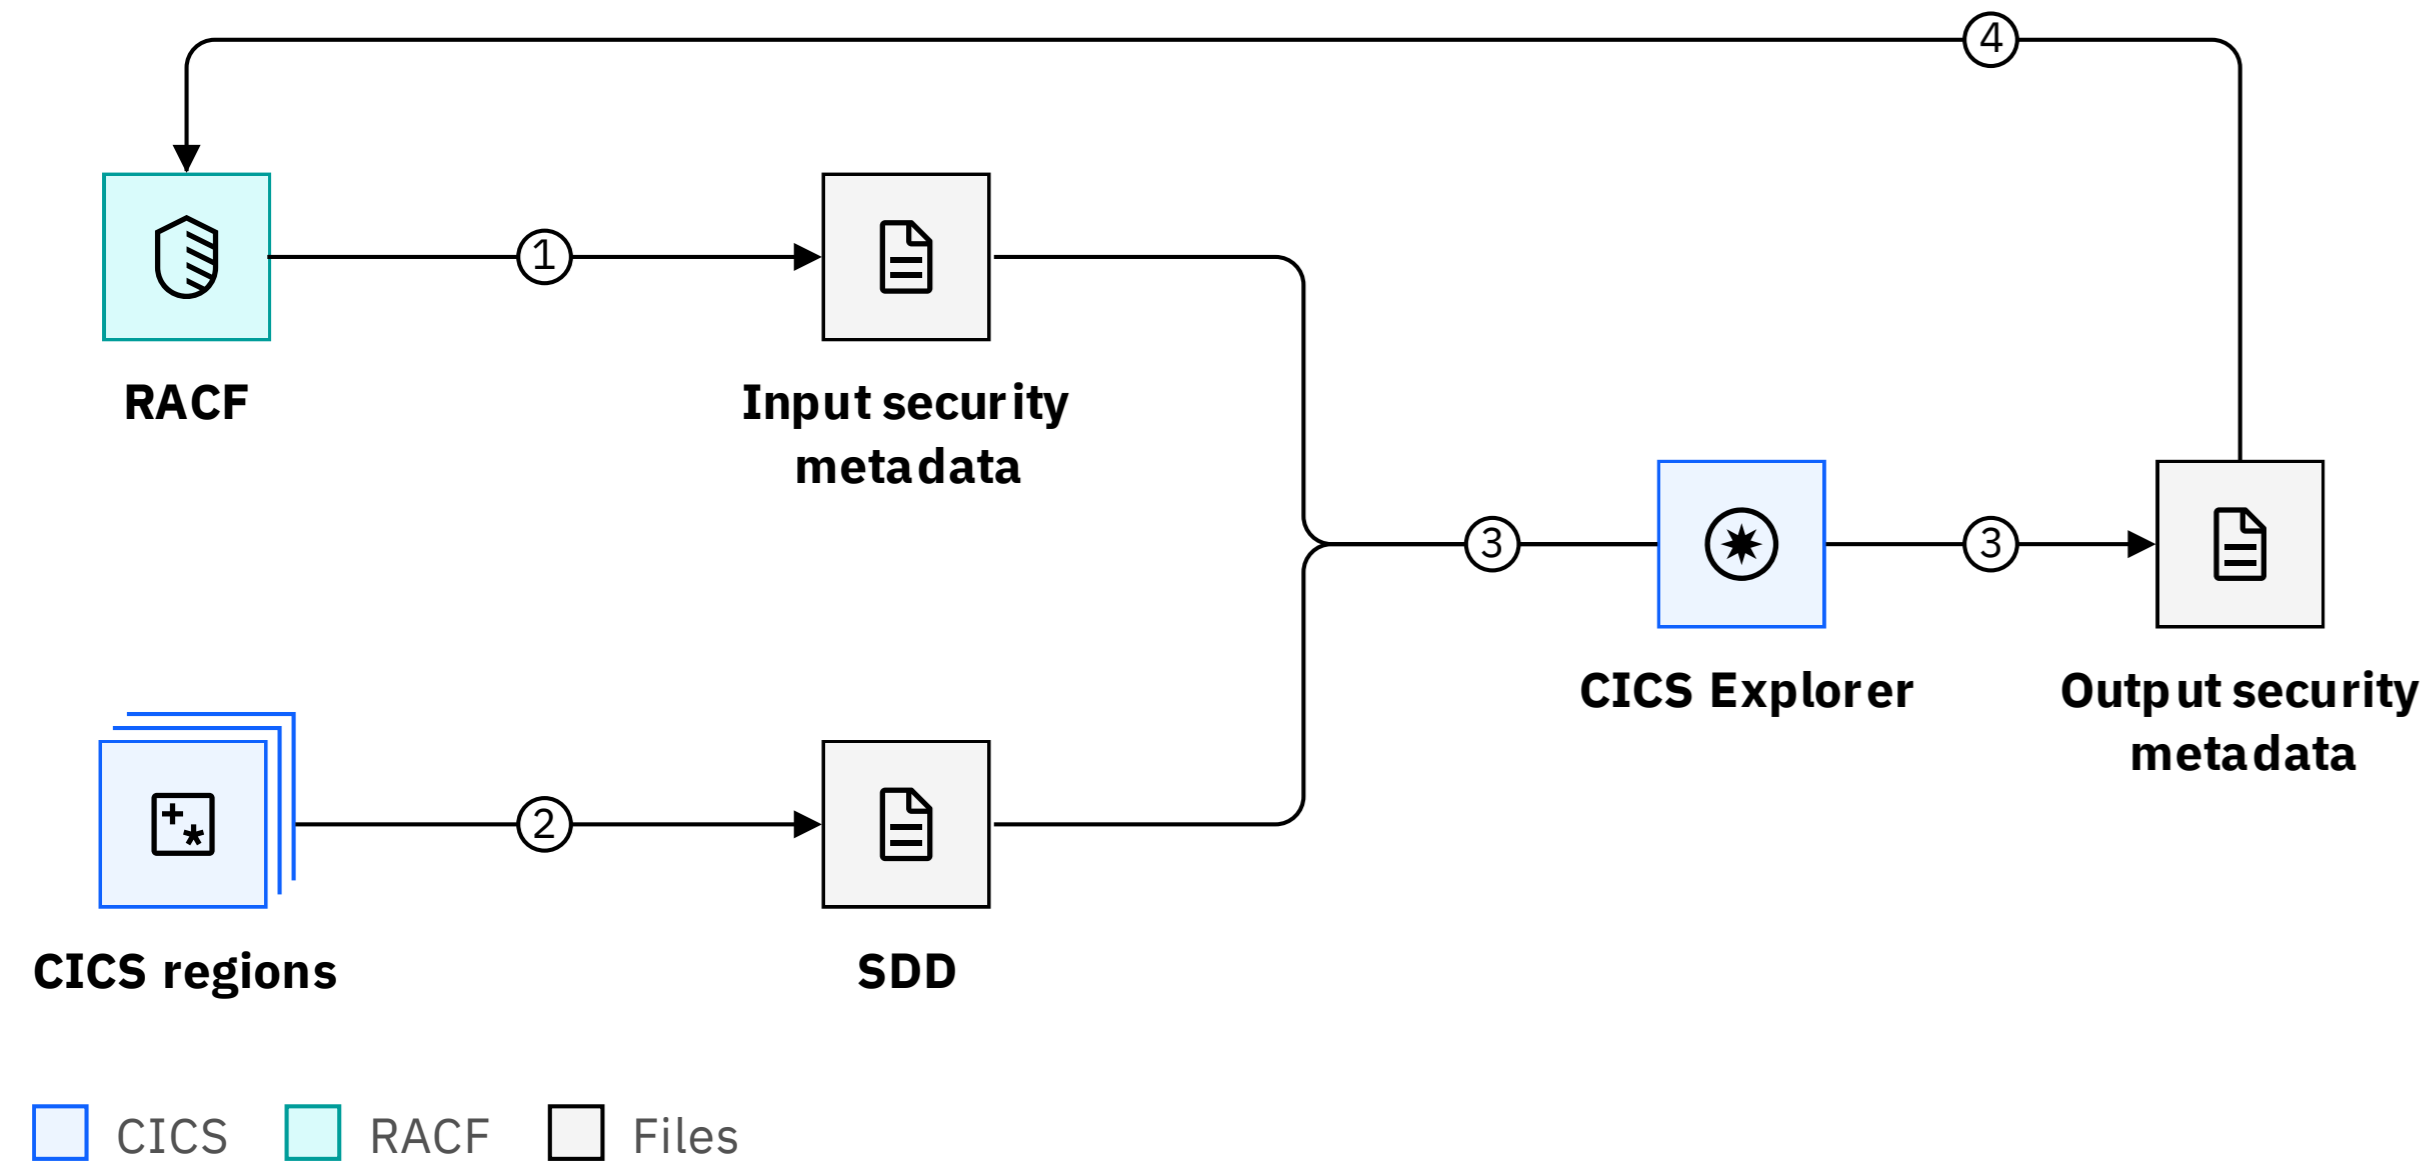 4
1
RACF
Input security
metadata
3
3
CICS Explorer
Output security
metadata
2
CICS regions
SDD
CICS
RACF
Files